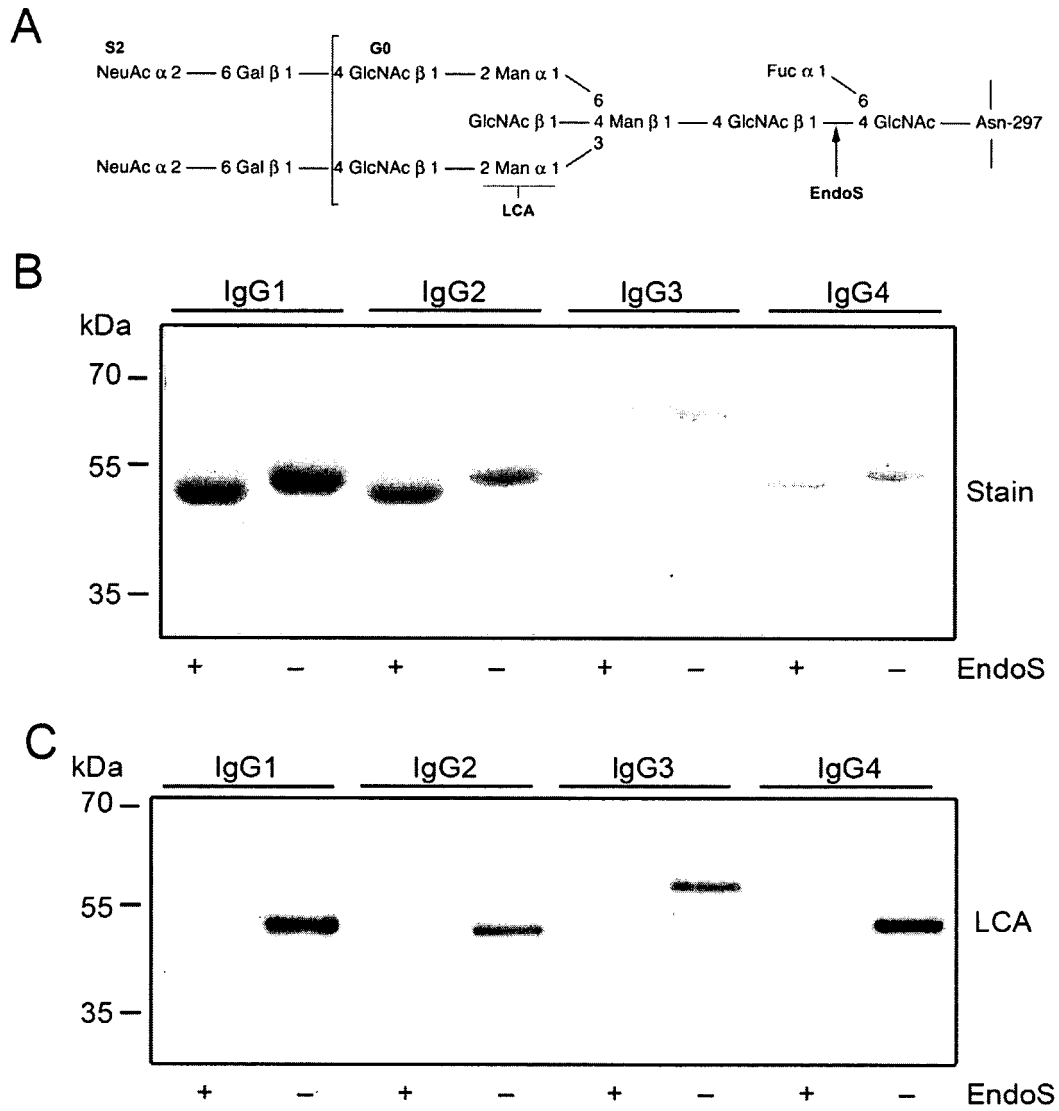 A
S2 G0
NeuAc α 2 — 6 Gal β 1 — 4 GlcNAc β 1 — 2 Man α 1
Fuc α 1
6 6
GlcNAc β 1 — 4 Man β 1 — 4 GlcNAc β 1 — 4 GlcNAc — Asn-297
3
NeuAc α 2 — 6 Gal β 1 — 4 GlcNAc β 1 — 2 Man α 1
EndoS
LCA
B
IgG1 IgG2 IgG3 IgG4
kDa
70
55
Stain
35
+ – + – + – + – EndoS
C
IgG1 IgG2 IgG3 IgG4
kDa
70
55
LCA
35
+ – + – + – + – EndoS